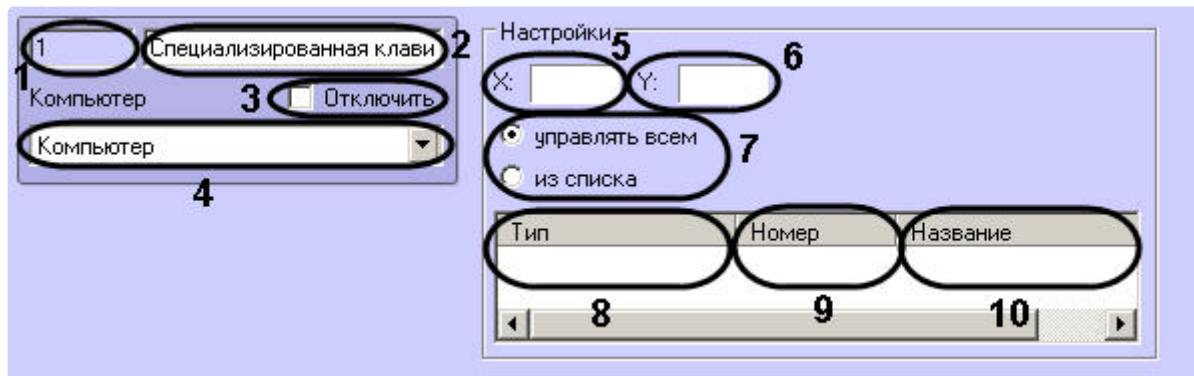 1 Специализированная клави 2 Настройки 5 6
1 X: Y:
Компьютер 3 Отключить
Компьютер управлять всем 7
4 из списка
Тип Номер Название
8 9 10